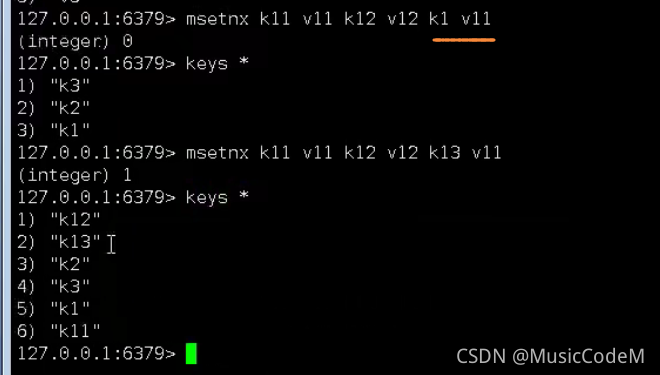 127.0.0.1:6379> msetnx k11 v11 k12 v12 k1 v11
(integer) 0
127.0.0.1:6379> keys *
1) "k3"
2) "k2"
3) "k1"
127.0.0.1:6379> msetnx k11 v11 k12 v12 k13 v11
(integer) 1
127.0.0.1:6379> keys *
1) "k12"
2) "k13"
3) "k2"
4) "k3"
5) "k1"
6) "k11"
127.0.0.1:6379>
CSDN @MusicCodeM